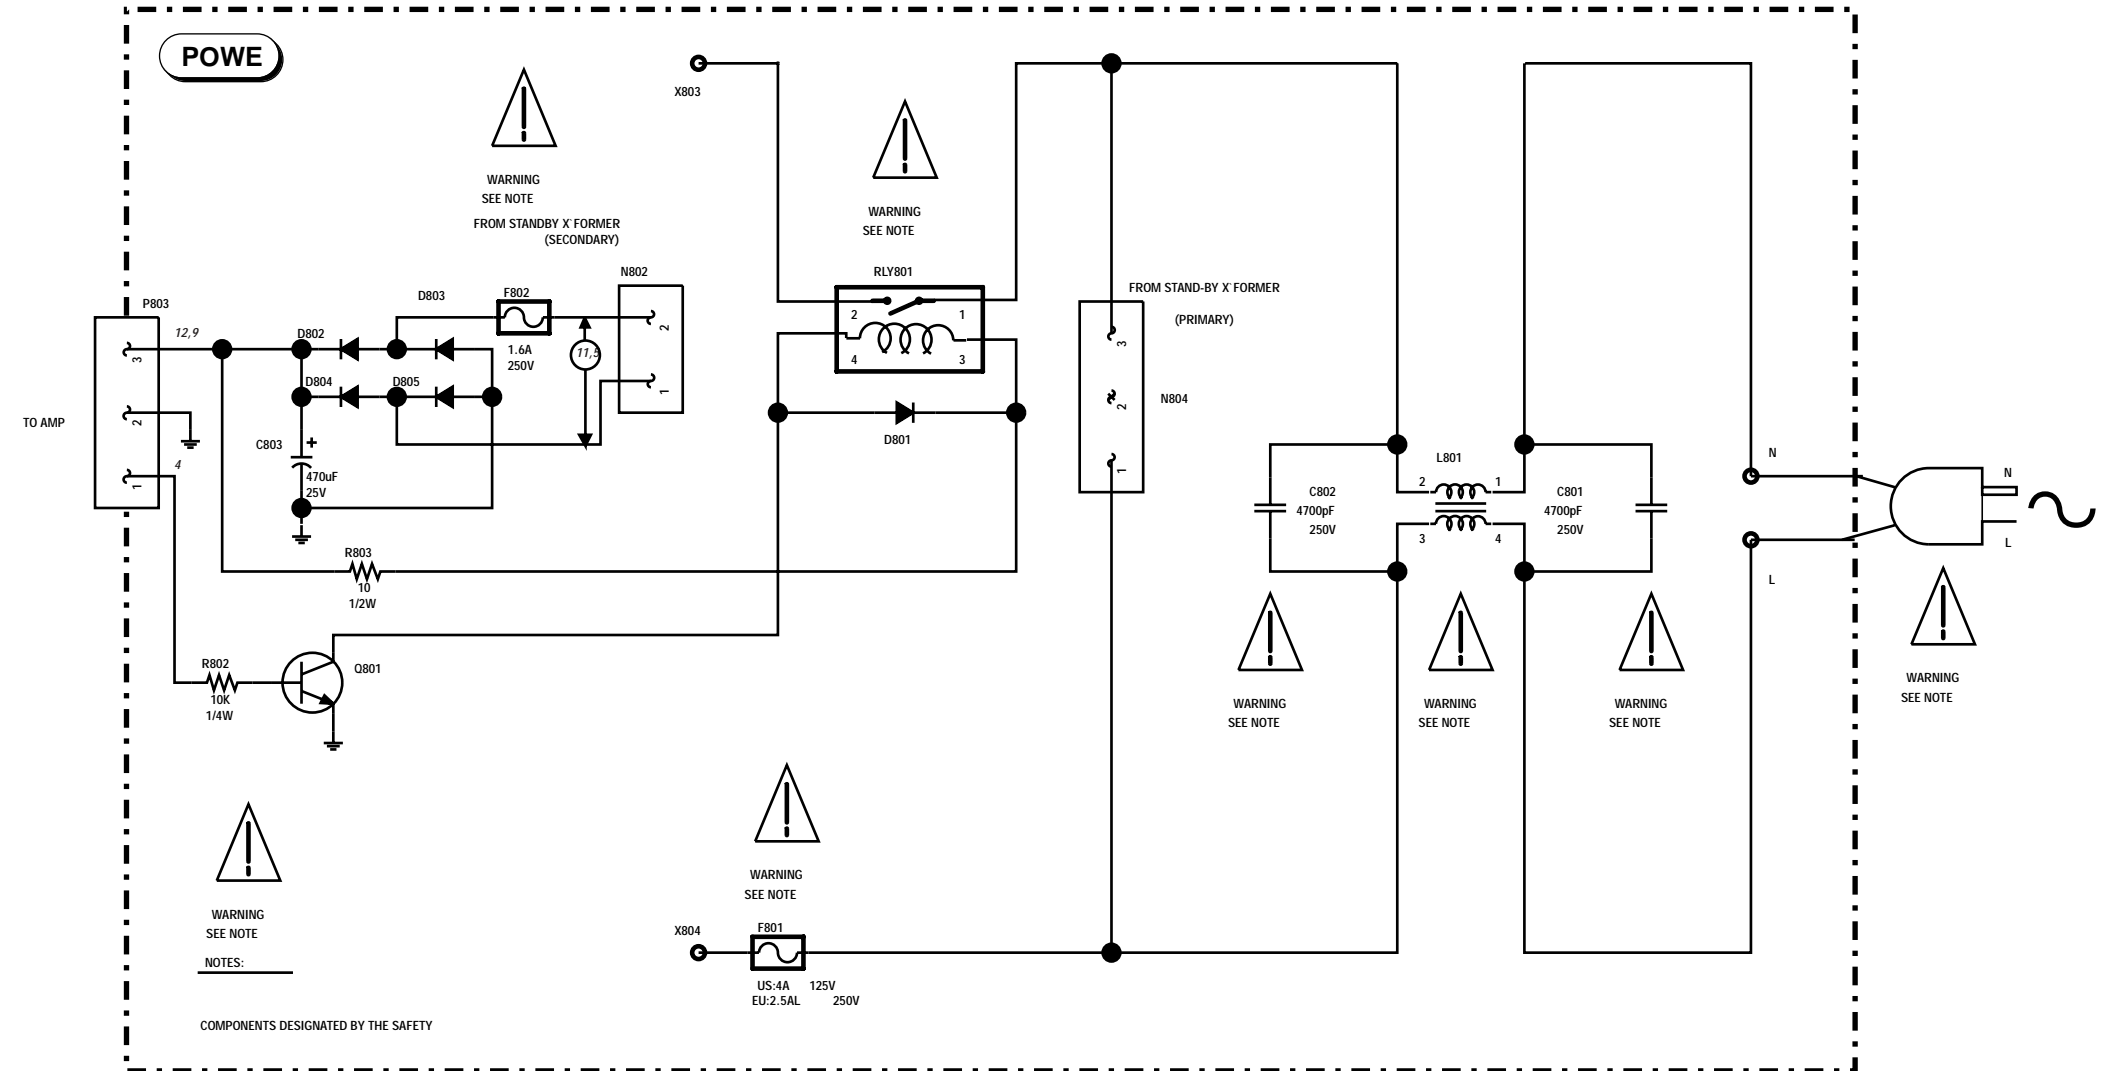 POWE
X803
WARNING
SEE NOTE
FROM STANDBY X`FORMER
(SECONDARY)
WARNING
SEE NOTE
N802
RLY801
FROM STAND-BY X`FORMER
(PRIMARY)
P803
D803
F802
12,9
D802
1.6A
250V
11,5
2
1
2
1
4
3
3
2
1
N804
D804
D805
3
2
1
TO AMP
C803
+
470uF
25V
4
D801
L801
2
1
3
4
C802
4700pF
250V
C801
4700pF
250V
N
L
N
L
R803
10
1/2W
R802
10K
1/4W
Q801
WARNING
SEE NOTE
WARNING
SEE NOTE
WARNING
SEE NOTE
WARNING
SEE NOTE
WARNING
SEE NOTE
WARNING
SEE NOTE
NOTES:
X804
F801
US:4A 125V
EU:2.5AL 250V
COMPONENTS DESIGNATED BY THE SAFETY